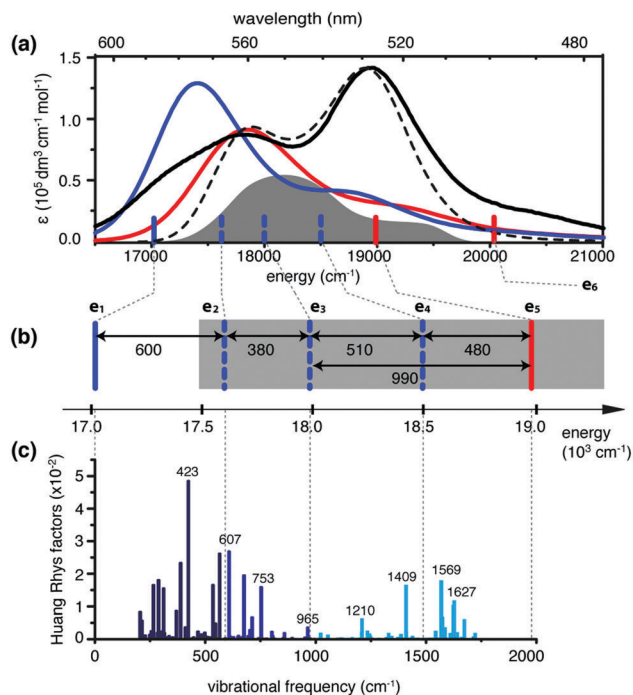 wavelength (nm)
600 560 520 480
(a)
1.5
1.0
0.5
0.0
ε (10⁵ dm³ cm⁻¹ mol⁻¹)
17000 18000 19000 20000 21000
energy (cm⁻¹)
e₆
e₁ e₂ e₃ e₄ e₅
(b)
600 380 510 480
990
17.0 17.5 18.0 18.5 19.0
energy
(10³ cm⁻¹)
(c)
Huang Rhys factors (x10⁻²)
5
4
3
2
1
0
423
607
753
965
1210
1409
1569
1627
0 500 1000 1500 2000
vibrational frequency (cm⁻¹)